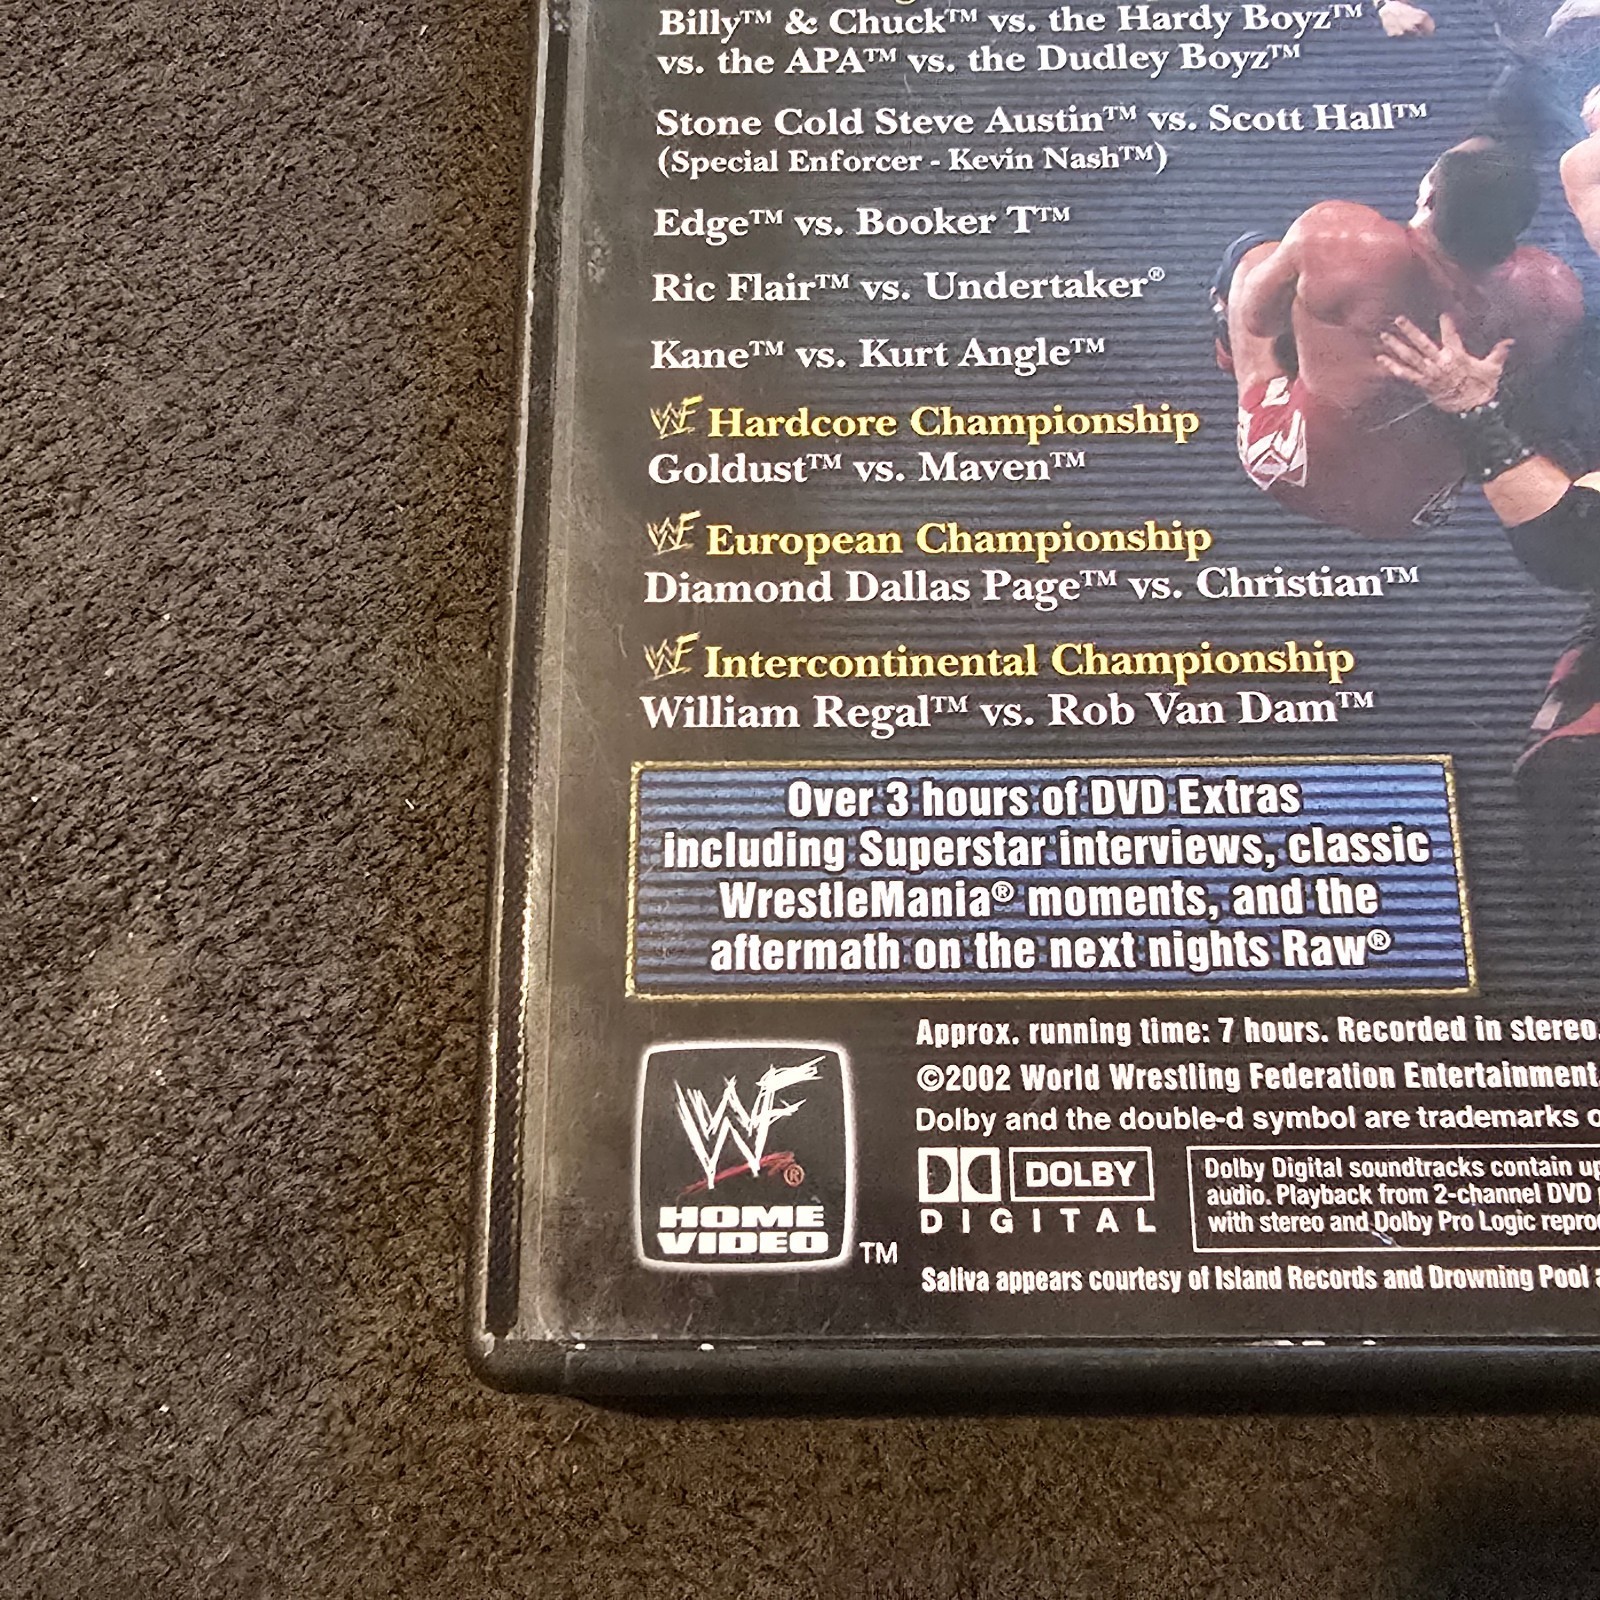 Billy™ & Chuck™ vs. the Hardy Boyz™
vs. the APA™ vs. the Dudley Boyz™
Stone Cold Steve Austin™ vs. Scott Hall™
(Special Enforcer - Kevin Nash™)
Edge™ vs. Booker T™
Ric Flair™ vs. Undertaker®
Kane™ vs. Kurt Angle™
WF Hardcore Championship
Goldust™ vs. Maven™
WF European Championship
Diamond Dallas Page™ vs. Christian™
WF Intercontinental Championship
William Regal™ vs. Rob Van Dam™
Over 3 hours of DVD Extras
including Superstar interviews, classic
WrestleMania® moments, and the
aftermath on the next nights Raw®
Approx. running time: 7 hours. Recorded in stereo.
©2002 World Wrestling Federation Entertainment.
Dolby and the double-d symbol are trademarks
DOLBY
DIGITAL
Dolby Digital soundtracks contain up
audio. Playback from 2-channel DVD
with stereo and Dolby Pro Logic repro
WF®
HOME
VIDEO ™
Saliva appears courtesy of Island Records and Drowning Pool